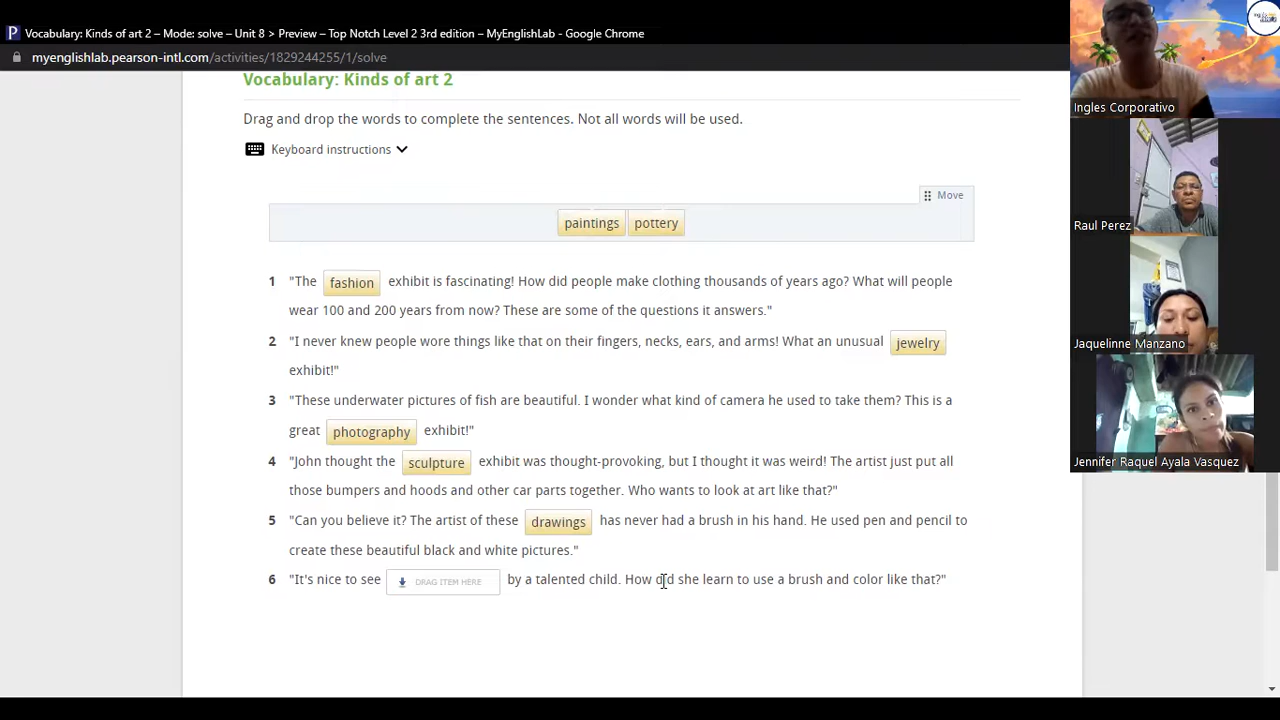 Vocabulary: Kinds of art 2 – Mode: solve – Unit 8 > Preview – Top Notch Level 2 3rd edition – MyEnglishLab - Google Chrome
myenglishlab.pearson-intl.com/activities/1829244255/1/solve
Vocabulary: Kinds of art 2
Drag and drop the words to complete the sentences. Not all words will be used.
Keyboard instructions
Move
paintings pottery
1 "The fashion exhibit is fascinating! How did people make clothing thousands of years ago? What will people
wear 100 and 200 years from now? These are some of the questions it answers."
2 "I never knew people wore things like that on their fingers, necks, ears, and arms! What an unusual jewelry
exhibit!"
3 "These underwater pictures of fish are beautiful. I wonder what kind of camera he used to take them? This is a
great photography exhibit!"
4 "John thought the sculpture exhibit was thought-provoking, but I thought it was weird! The artist just put all
those bumpers and hoods and other car parts together. Who wants to look at art like that?"
5 "Can you believe it? The artist of these drawings has never had a brush in his hand. He used pen and pencil to
create these beautiful black and white pictures."
6 "It's nice to see DRAG ITEM HERE by a talented child. How did she learn to use a brush and color like that?"
Ingles Corporativo
Raul Perez
Jaquelinne Manzano
Jennifer Raquel Ayala Vasquez